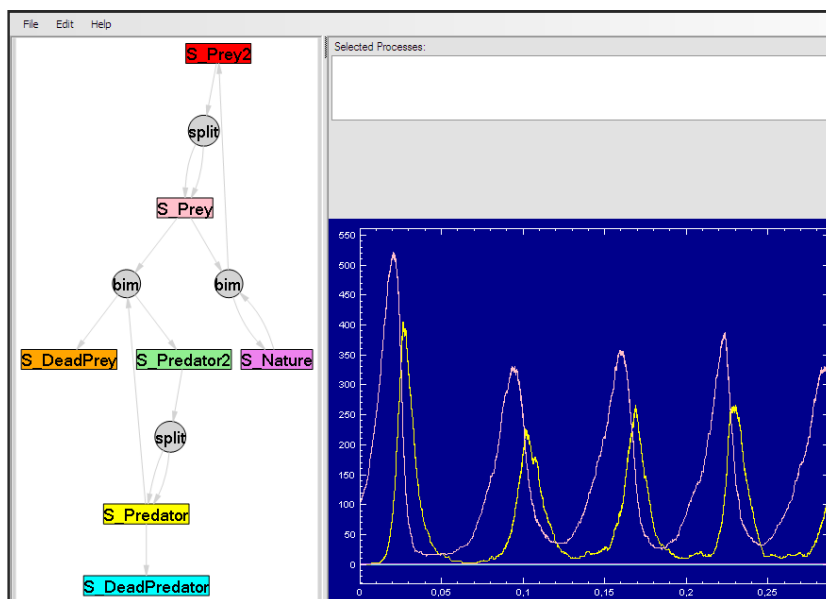 File Edit Help
Selected Processes:
S_Prey2
split
S_Prey
bim bim
S_DeadPrey S_Predator2 S_Nature
split
S_Predator
S_DeadPredator
550
500
450
400
350
300
250
200
150
100
50
0
0 0,05 0,1 0,15 0,2 0,25